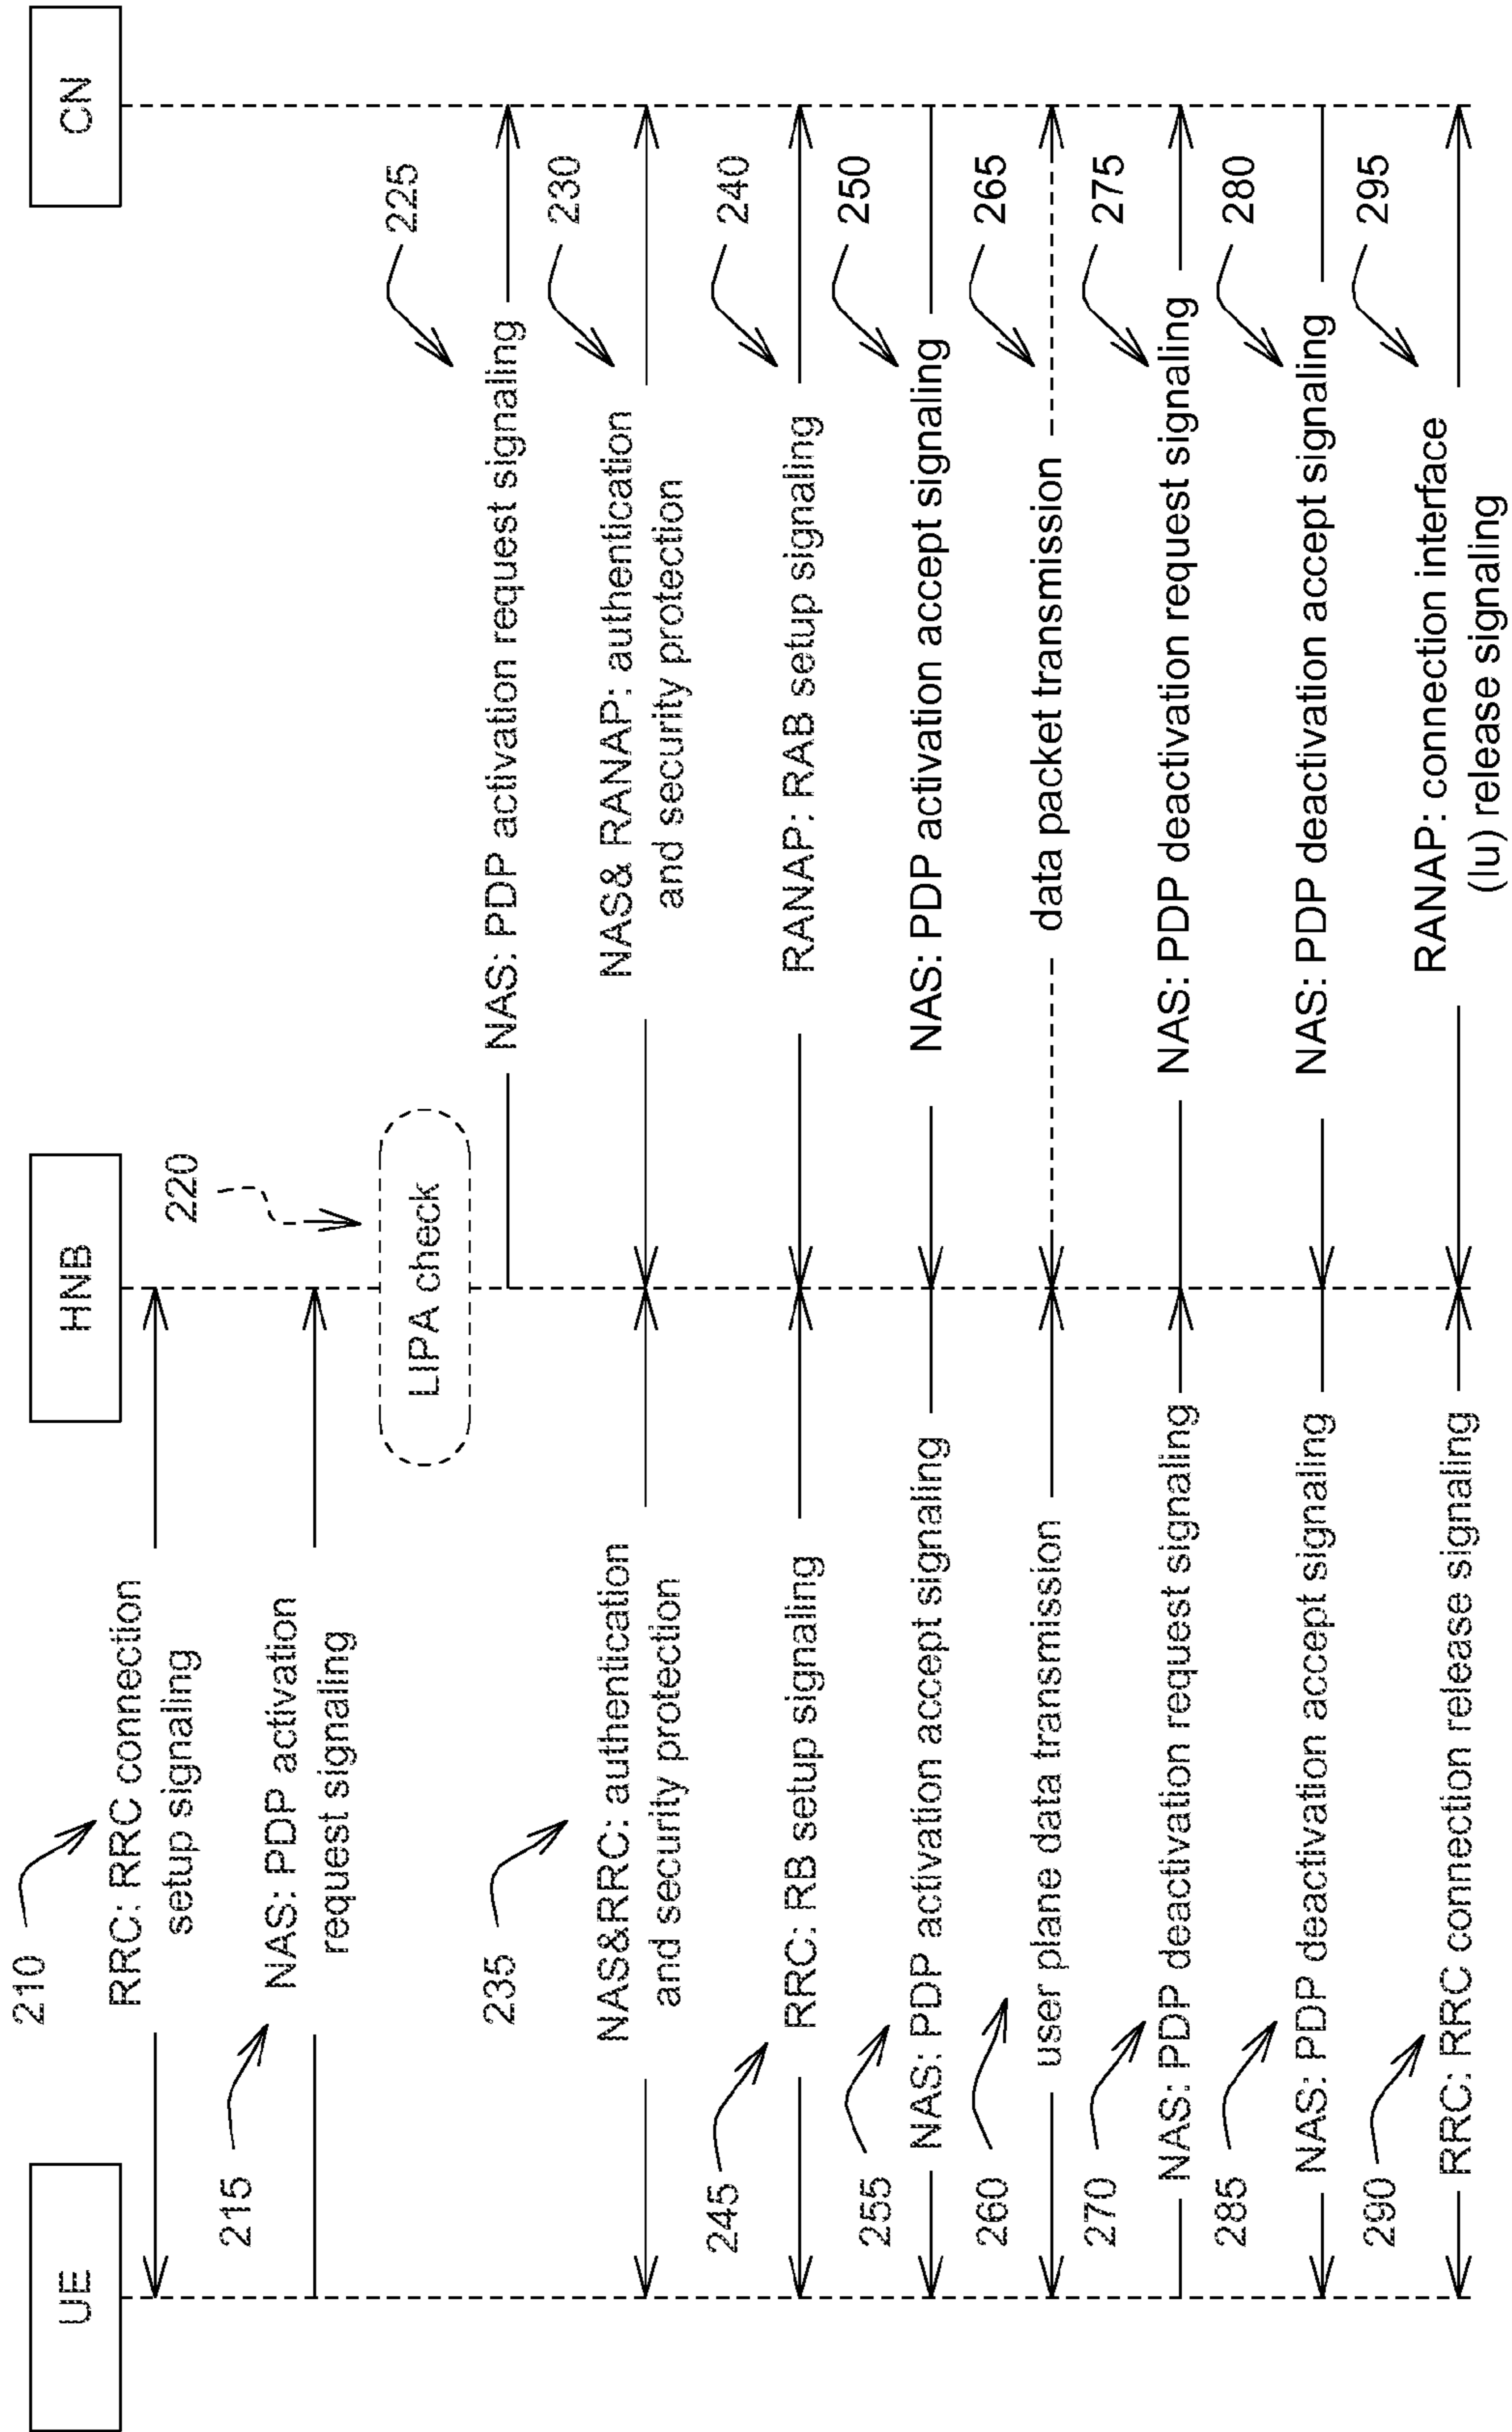 UE
HNB
CN
210
RRC: RRC connection
setup signaling
215
NAS: PDP activation
request signaling
220
LIPA check
225
NAS: PDP activation request signaling
230
NAS& RANAP: authentication
and security protection
235
NAS&RRC: authentication
and security protection
240
RANAP: RAB setup signaling
245
RRC: RB setup signaling
250
NAS: PDP activation accept signaling
255
NAS: PDP activation accept signaling
260
user plane data transmission
265
data packet transmission
270
NAS: PDP deactivation request signaling
275
NAS: PDP deactivation request signaling
280
NAS: PDP deactivation accept signaling
285
NAS: PDP deactivation accept signaling
290
RRC: RRC connection release signaling
295
RANAP: connection interface
(Iu) release signaling